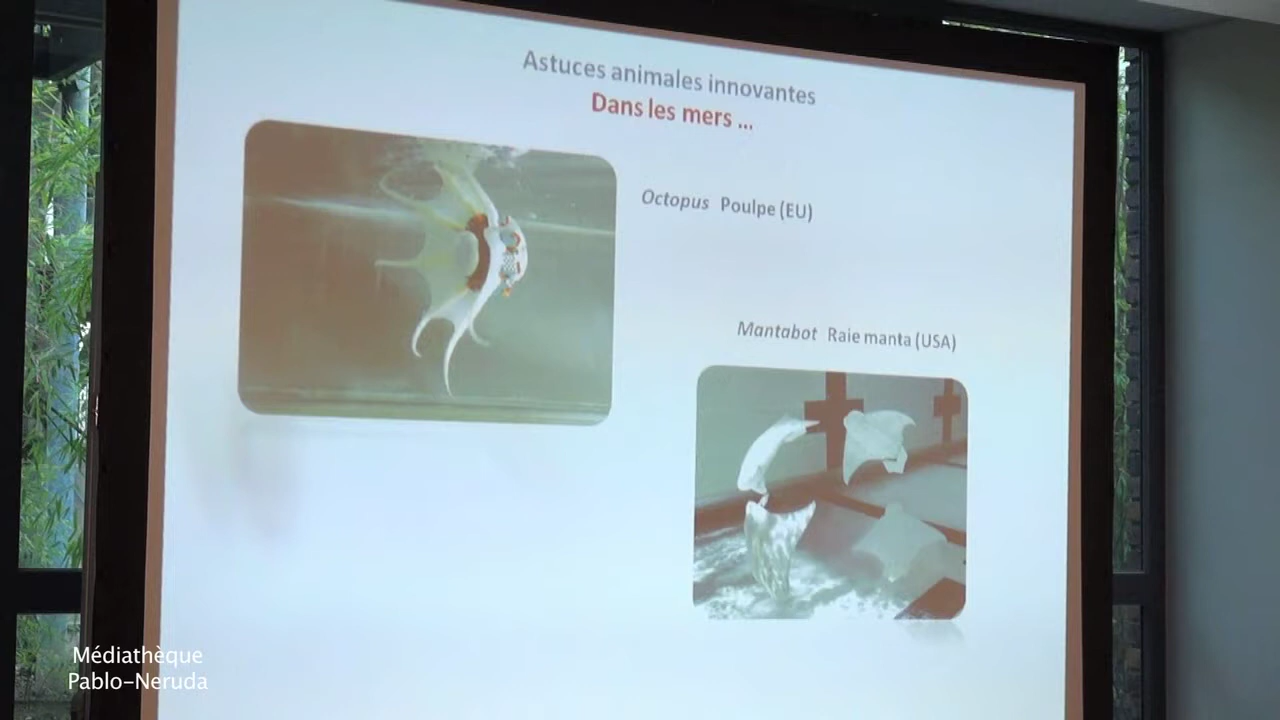 Astuces animales innovantes
Dans les mers ...
Octopus Poulpe (EU)
Mantabot Raie manta (USA)
Médiathèque
Pablo-Neruda